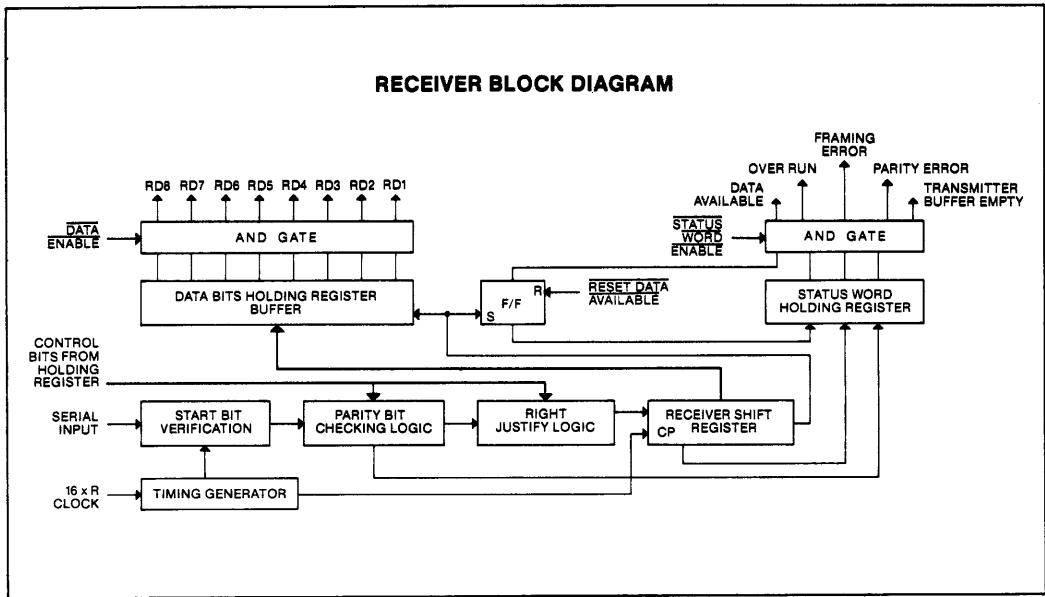 RECEIVER BLOCK DIAGRAM
FRAMING
ERROR
OVER RUN
PARITY ERROR
DATA
AVAILABLE
TRANSMITTER
BUFFER EMPTY
RD8 RD7 RD6 RD5 RD4 RD3 RD2 RD1
DATA
ENABLE
AND GATE
STATUS
WORD
ENABLE
AND GATE
DATA BITS HOLDING REGISTER
BUFFER
F/F
R
S
RESET DATA
AVAILABLE
STATUS WORD
HOLDING REGISTER
CONTROL
BITS FROM
HOLDING
REGISTER
SERIAL
INPUT
START BIT
VERIFICATION
PARITY BIT
CHECKING LOGIC
RIGHT
JUSTIFY LOGIC
RECEIVER SHIFT
REGISTER
CP
16 x R
CLOCK
TIMING GENERATOR